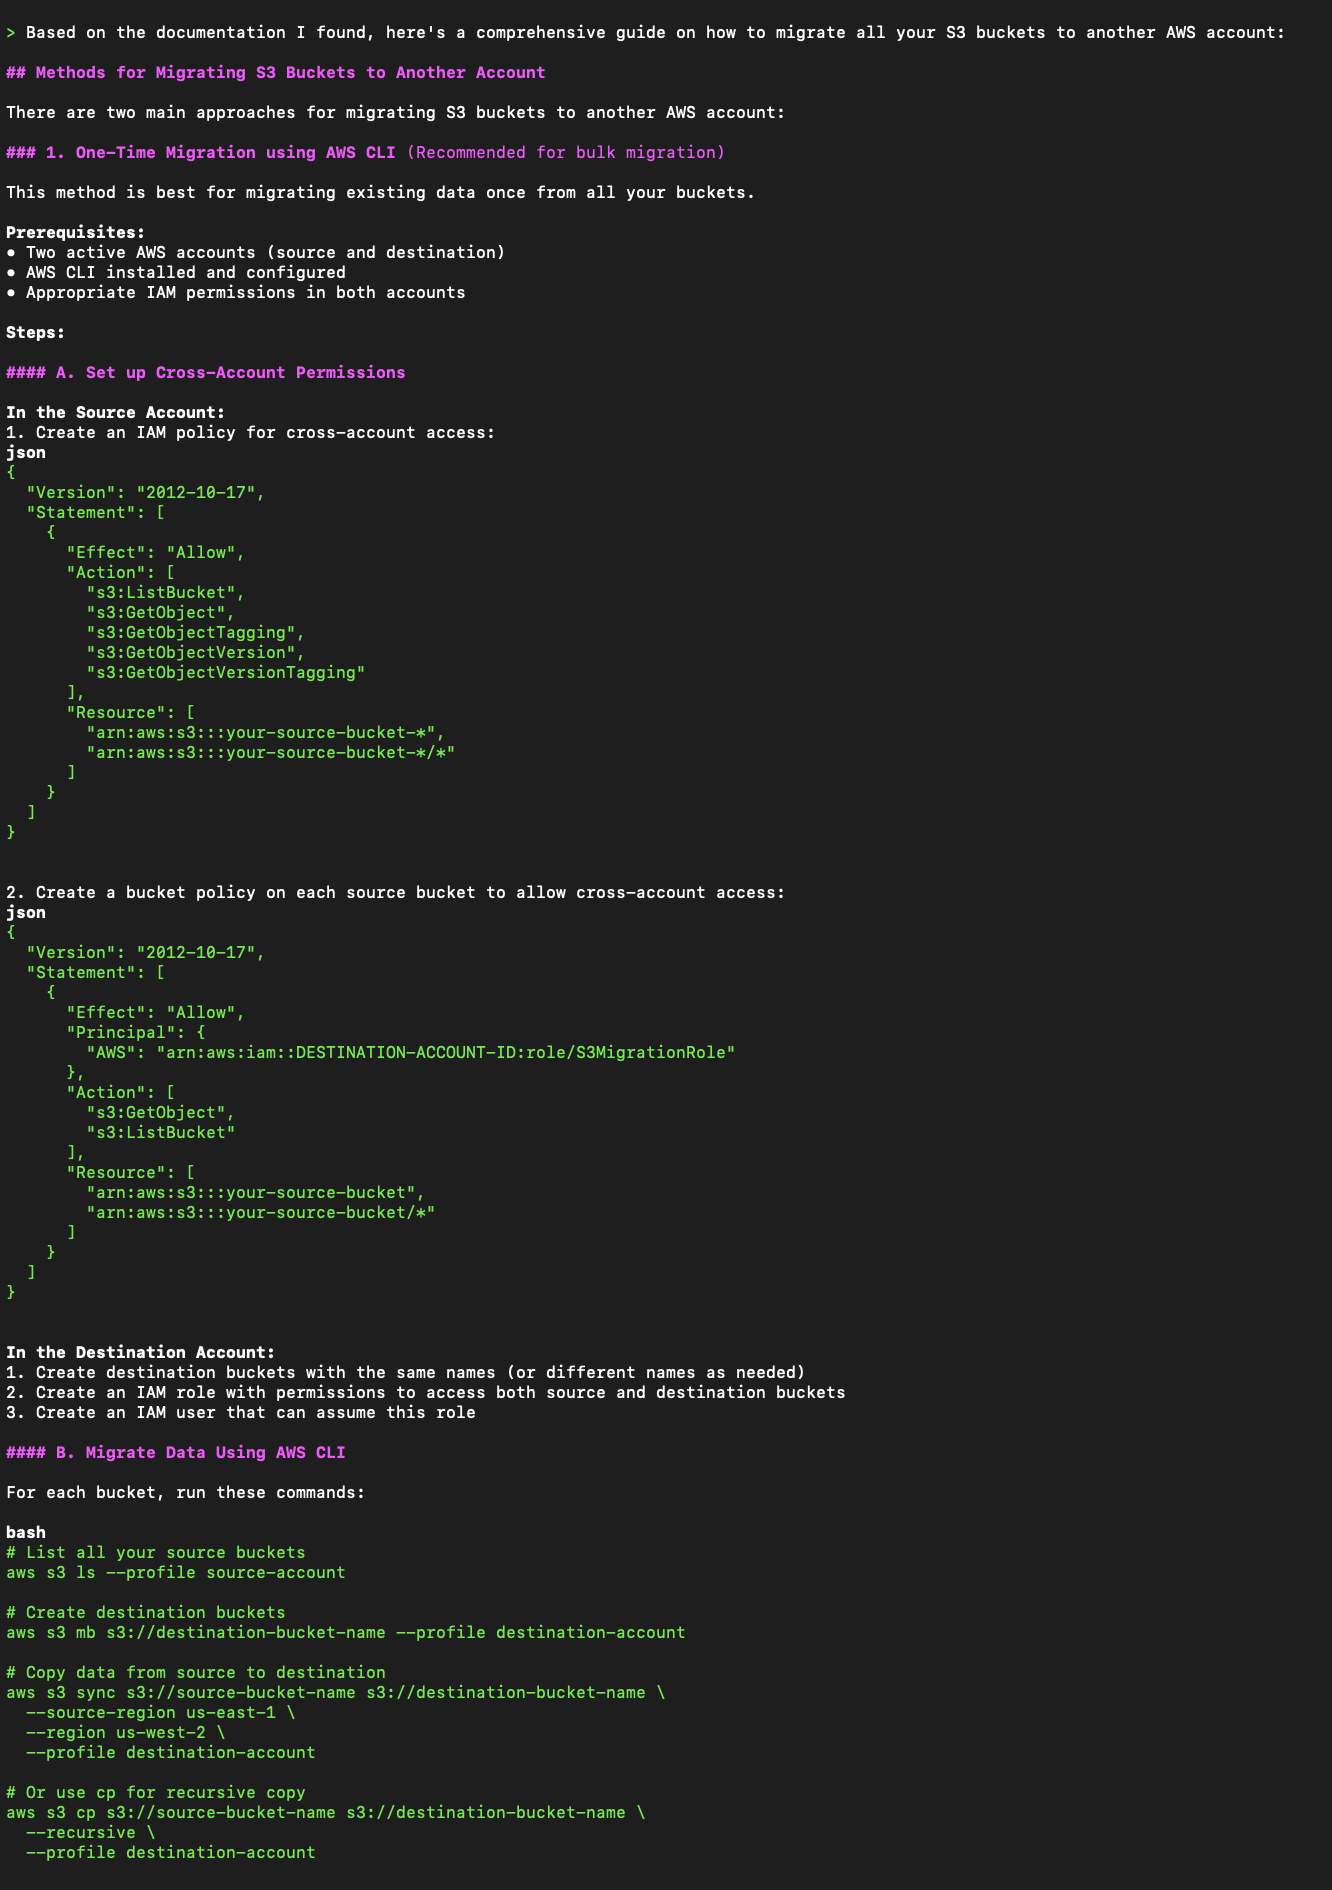 > Based on the documentation I found, here's a comprehensive guide on how to migrate all your S3 buckets to another AWS account:
## Methods for Migrating S3 Buckets to Another Account
There are two main approaches for migrating S3 buckets to another AWS account:
### 1. One-Time Migration using AWS CLI (Recommended for bulk migration)
This method is best for migrating existing data once from all your buckets.
Prerequisites:
• Two active AWS accounts (source and destination)
• AWS CLI installed and configured
• Appropriate IAM permissions in both accounts
Steps:
#### A. Set up Cross-Account Permissions
In the Source Account:
1. Create an IAM policy for cross-account access:
json
{
  "Version": "2012-10-17",
  "Statement": [
    {
      "Effect": "Allow",
      "Action": [
        "s3:ListBucket",
        "s3:GetObject",
        "s3:GetObjectTagging",
        "s3:GetObjectVersion",
        "s3:GetObjectVersionTagging"
      ],
      "Resource": [
        "arn:aws:s3:::your-source-bucket-*",
        "arn:aws:s3:::your-source-bucket-*/*"
      ]
    }
  ]
}
2. Create a bucket policy on each source bucket to allow cross-account access:
json
{
  "Version": "2012-10-17",
  "Statement": [
    {
      "Effect": "Allow",
      "Principal": {
        "AWS": "arn:aws:iam::DESTINATION-ACCOUNT-ID:role/S3MigrationRole"
      },
      "Action": [
        "s3:GetObject",
        "s3:ListBucket"
      ],
      "Resource": [
        "arn:aws:s3:::your-source-bucket",
        "arn:aws:s3:::your-source-bucket/*"
      ]
    }
  ]
}
In the Destination Account:
1. Create destination buckets with the same names (or different names as needed)
2. Create an IAM role with permissions to access both source and destination buckets
3. Create an IAM user that can assume this role
#### B. Migrate Data Using AWS CLI
For each bucket, run these commands:
bash
# List all your source buckets
aws s3 ls --profile source-account
# Create destination buckets
aws s3 mb s3://destination-bucket-name --profile destination-account
# Copy data from source to destination
aws s3 sync s3://source-bucket-name s3://destination-bucket-name \
  --source-region us-east-1 \
  --region us-west-2 \
  --profile destination-account
# Or use cp for recursive copy
aws s3 cp s3://source-bucket-name s3://destination-bucket-name \
  --recursive \
  --profile destination-account